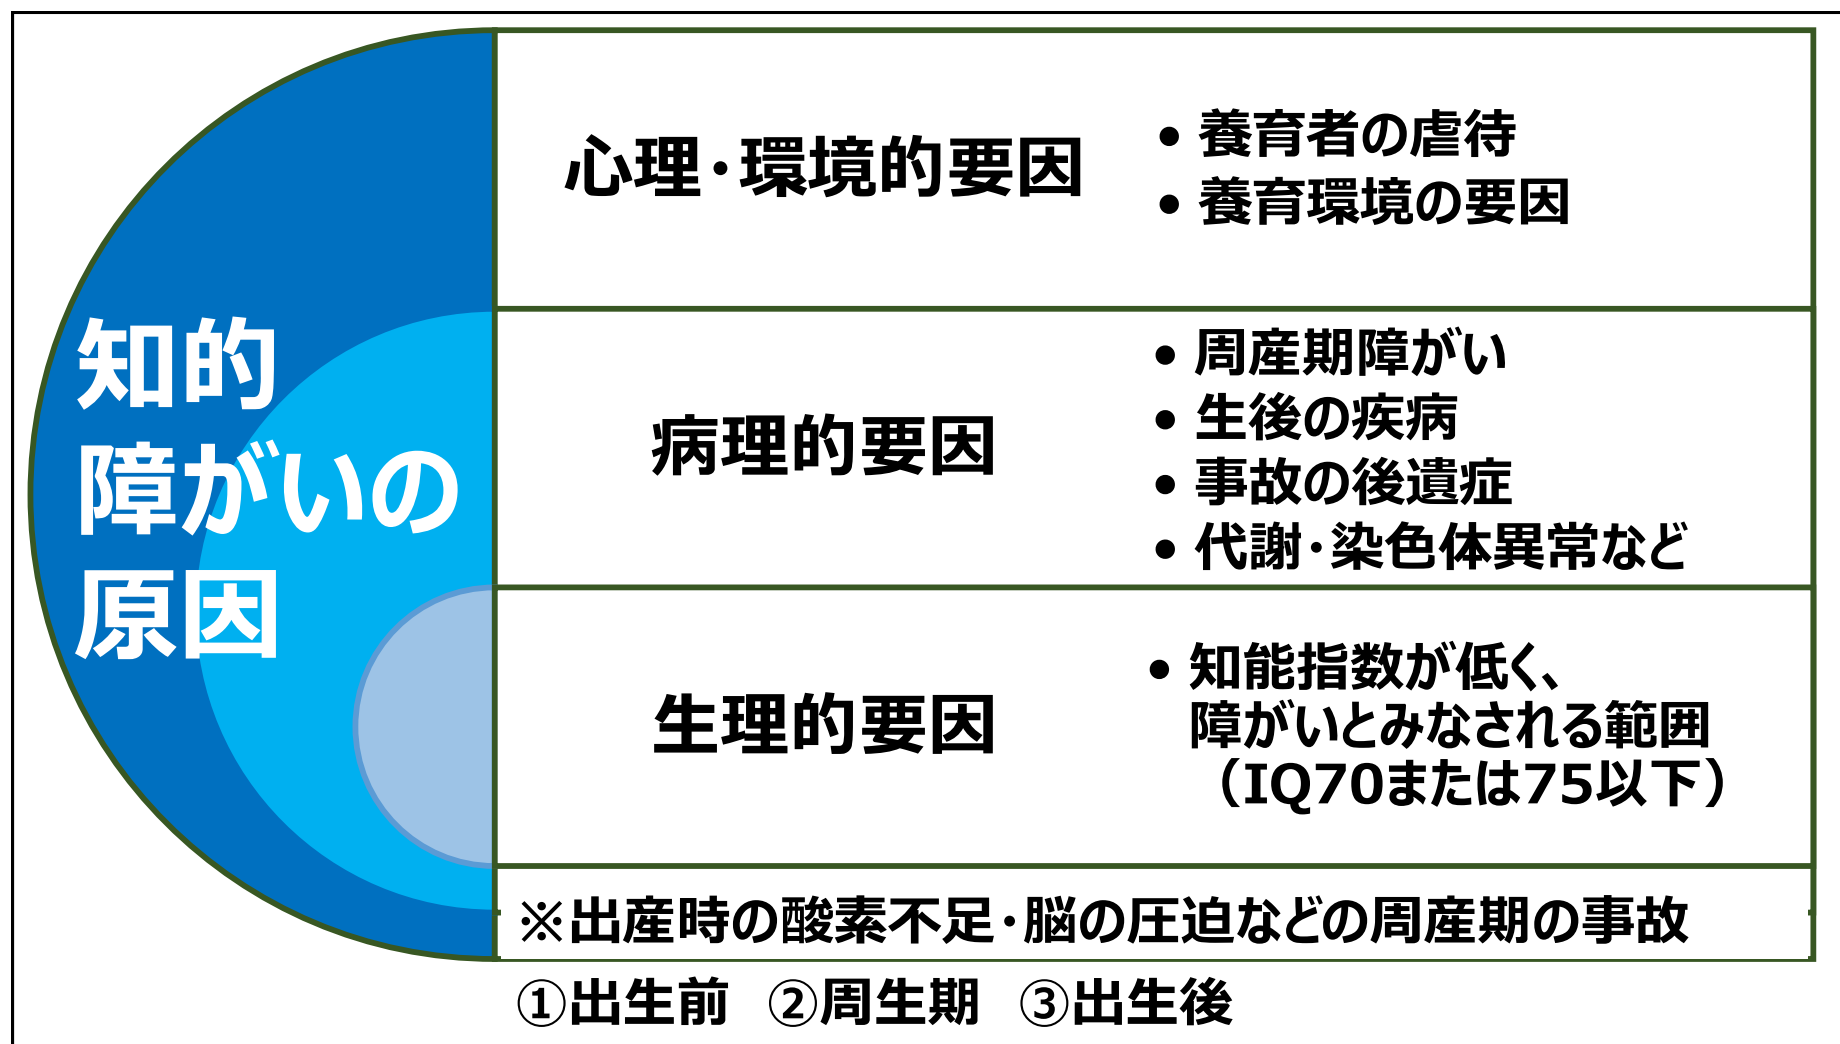 知的
障がいの
原因
心理･環境的要因
• 養育者の虐待
• 養育環境の要因
病理的要因
• 周産期障がい
• 生後の疾病
• 事故の後遺症
• 代謝･染色体異常など
生理的要因
• 知能指数が低く、
障がいとみなされる範囲
（IQ70または75以下）
※出産時の酸素不足･脳の圧迫などの周産期の事故
①出生前 ②周生期 ③出生後